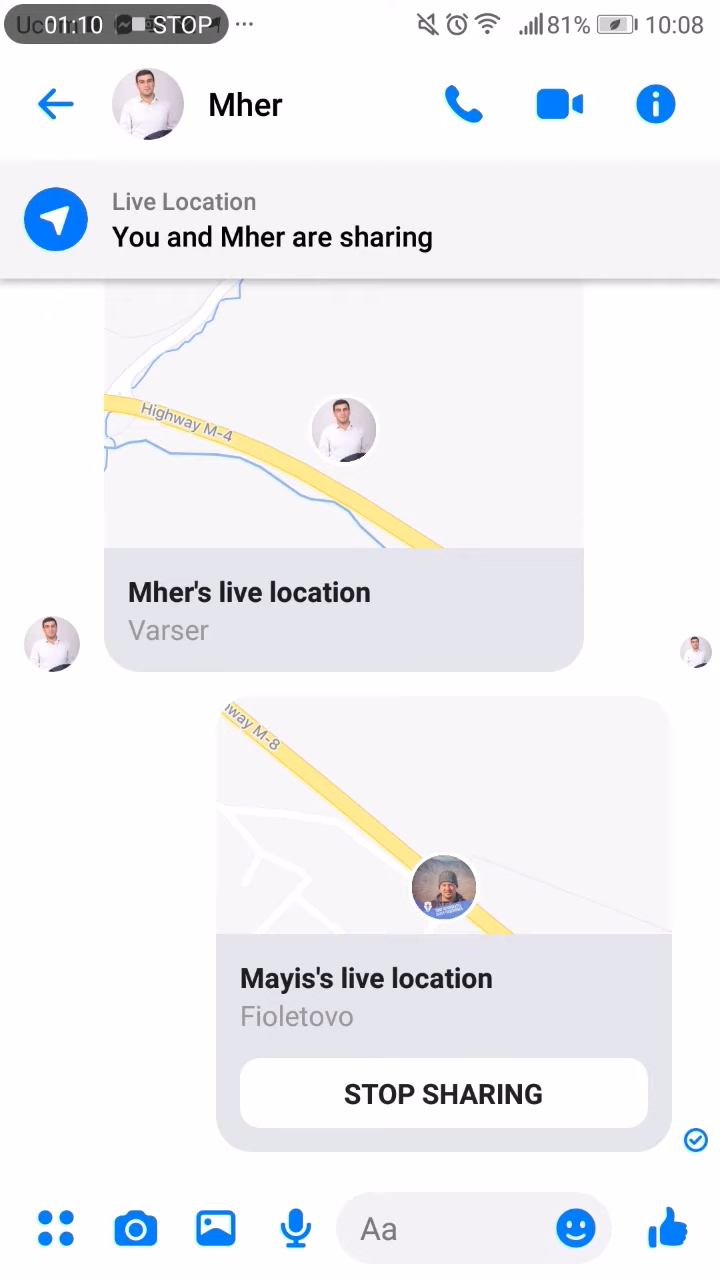 01:10 STOP ... 81% 10:08
Mher
Live Location
You and Mher are sharing
Highway M-4
Mher's live location
Varser
way M-8
Mayis's live location
Fioletovo
STOP SHARING
Aa